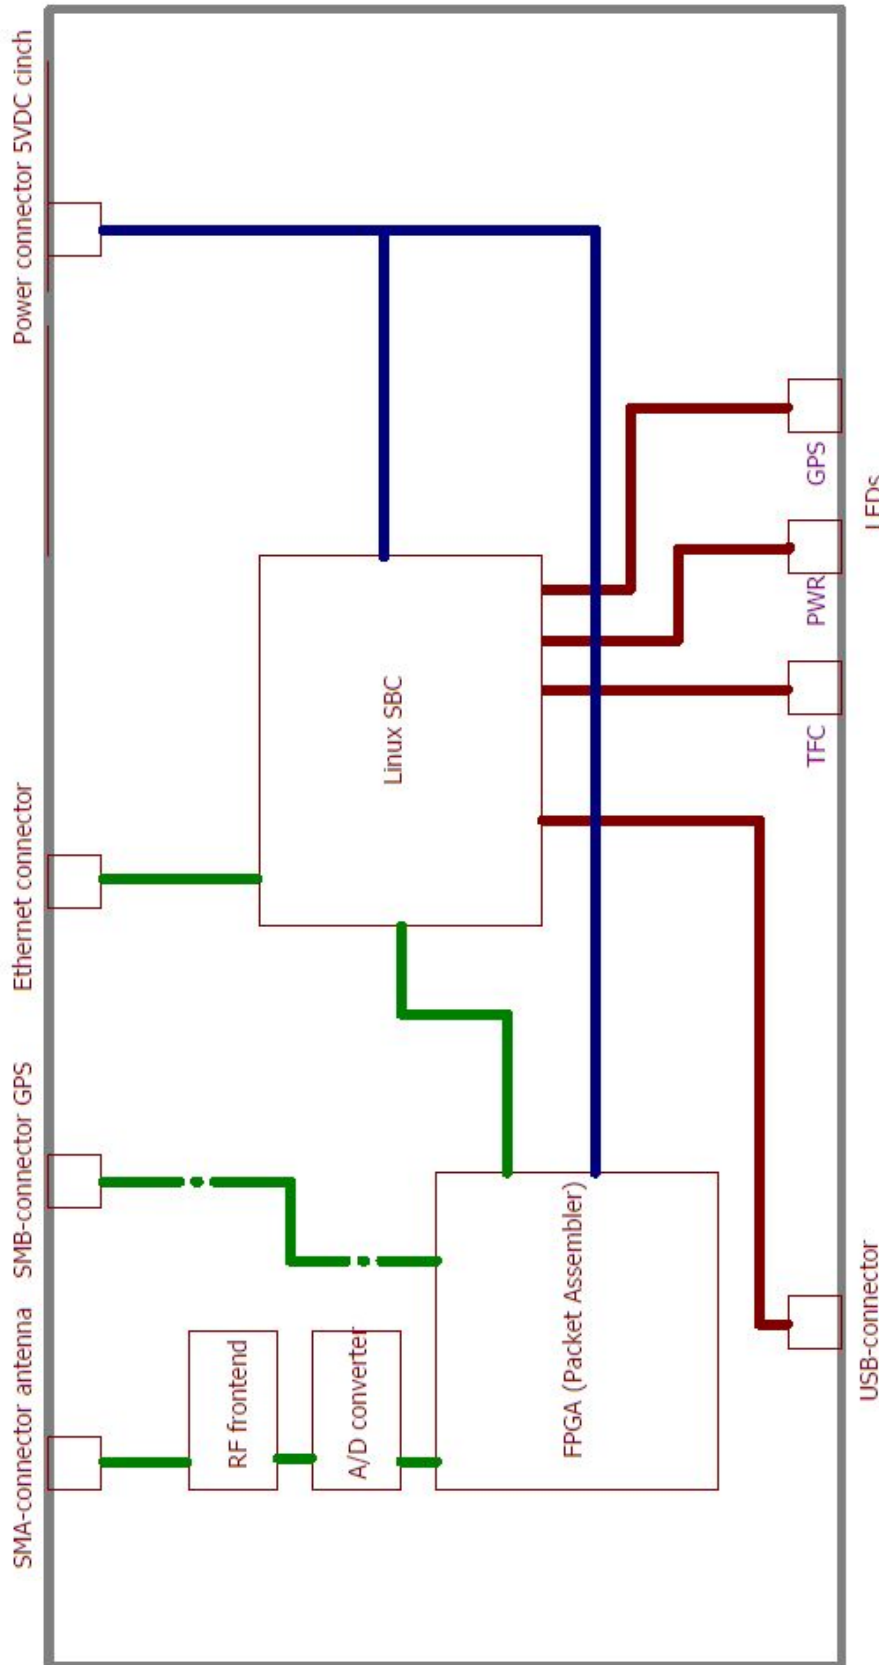 SMA-connector antenna
SMB-connector GPS
Ethernet connector
Power connector 5VDC cinch
RF frontend
A/D converter
Linux SBC
FPGA (Packet Assembler)
TFC
PWR
GPS
USB-connector
LEDs